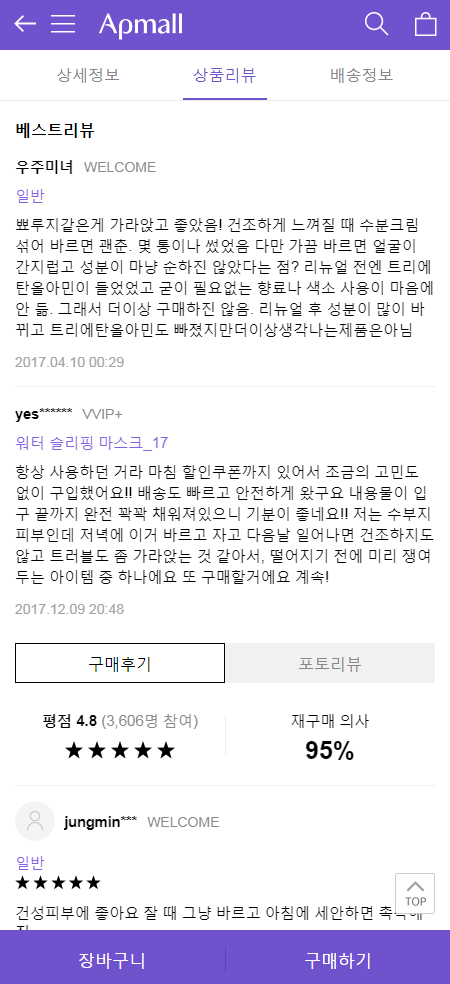 Apmall
상세정보 상품리뷰 배송정보
베스트리뷰
우주미녀 WELCOME
일반
뾰루지같은게 가라앉고 좋았음! 건조하게 느껴질 때 수분크림
섞어 바르면 괜춘. 몇 통이나 썼었음 다만 가끔 바르면 얼굴이
간지럽고 성분이 마냥 순하진 않았다는 점? 리뉴얼 전엔 트리에
탄올아민이 들었었고 굳이 필요없는 향료나 색소 사용이 마음에
안 듦. 그래서 더이상 구매하진 않음. 리뉴얼 후 성분이 많이 바
뀌고 트리에탄올아민도 빠졌지만더이상생각나는제품은아님
2017.04.10 00:29
yes****** VVIP+
워터 슬리핑 마스크_17
항상 사용하던 거라 마침 할인쿠폰까지 있어서 조금의 고민도
없이 구입했어요!! 배송도 빠르고 안전하게 왔구요 내용물이 입
구 끝까지 완전 꽉꽉 채워져있으니 기분이 좋네요!! 저는 수부지
피부인데 저녁에 이거 바르고 자고 다음날 일어나면 건조하지도
않고 트러블도 좀 가라앉는 것 같아서, 떨어지기 전에 미리 쟁여
두는 아이템 중 하나에요 또 구매할거에요 계속!
2017.12.09 20:48
구매후기 포토리뷰
평점 4.8 (3,606명 참여) 재구매 의사
★★★★★ 95%
jungmin*** WELCOME
일반
★★★★★
TOP
건성피부에 좋아요 잘 때 그냥 바르고 아침에 세안하면
장바구니 구매하기